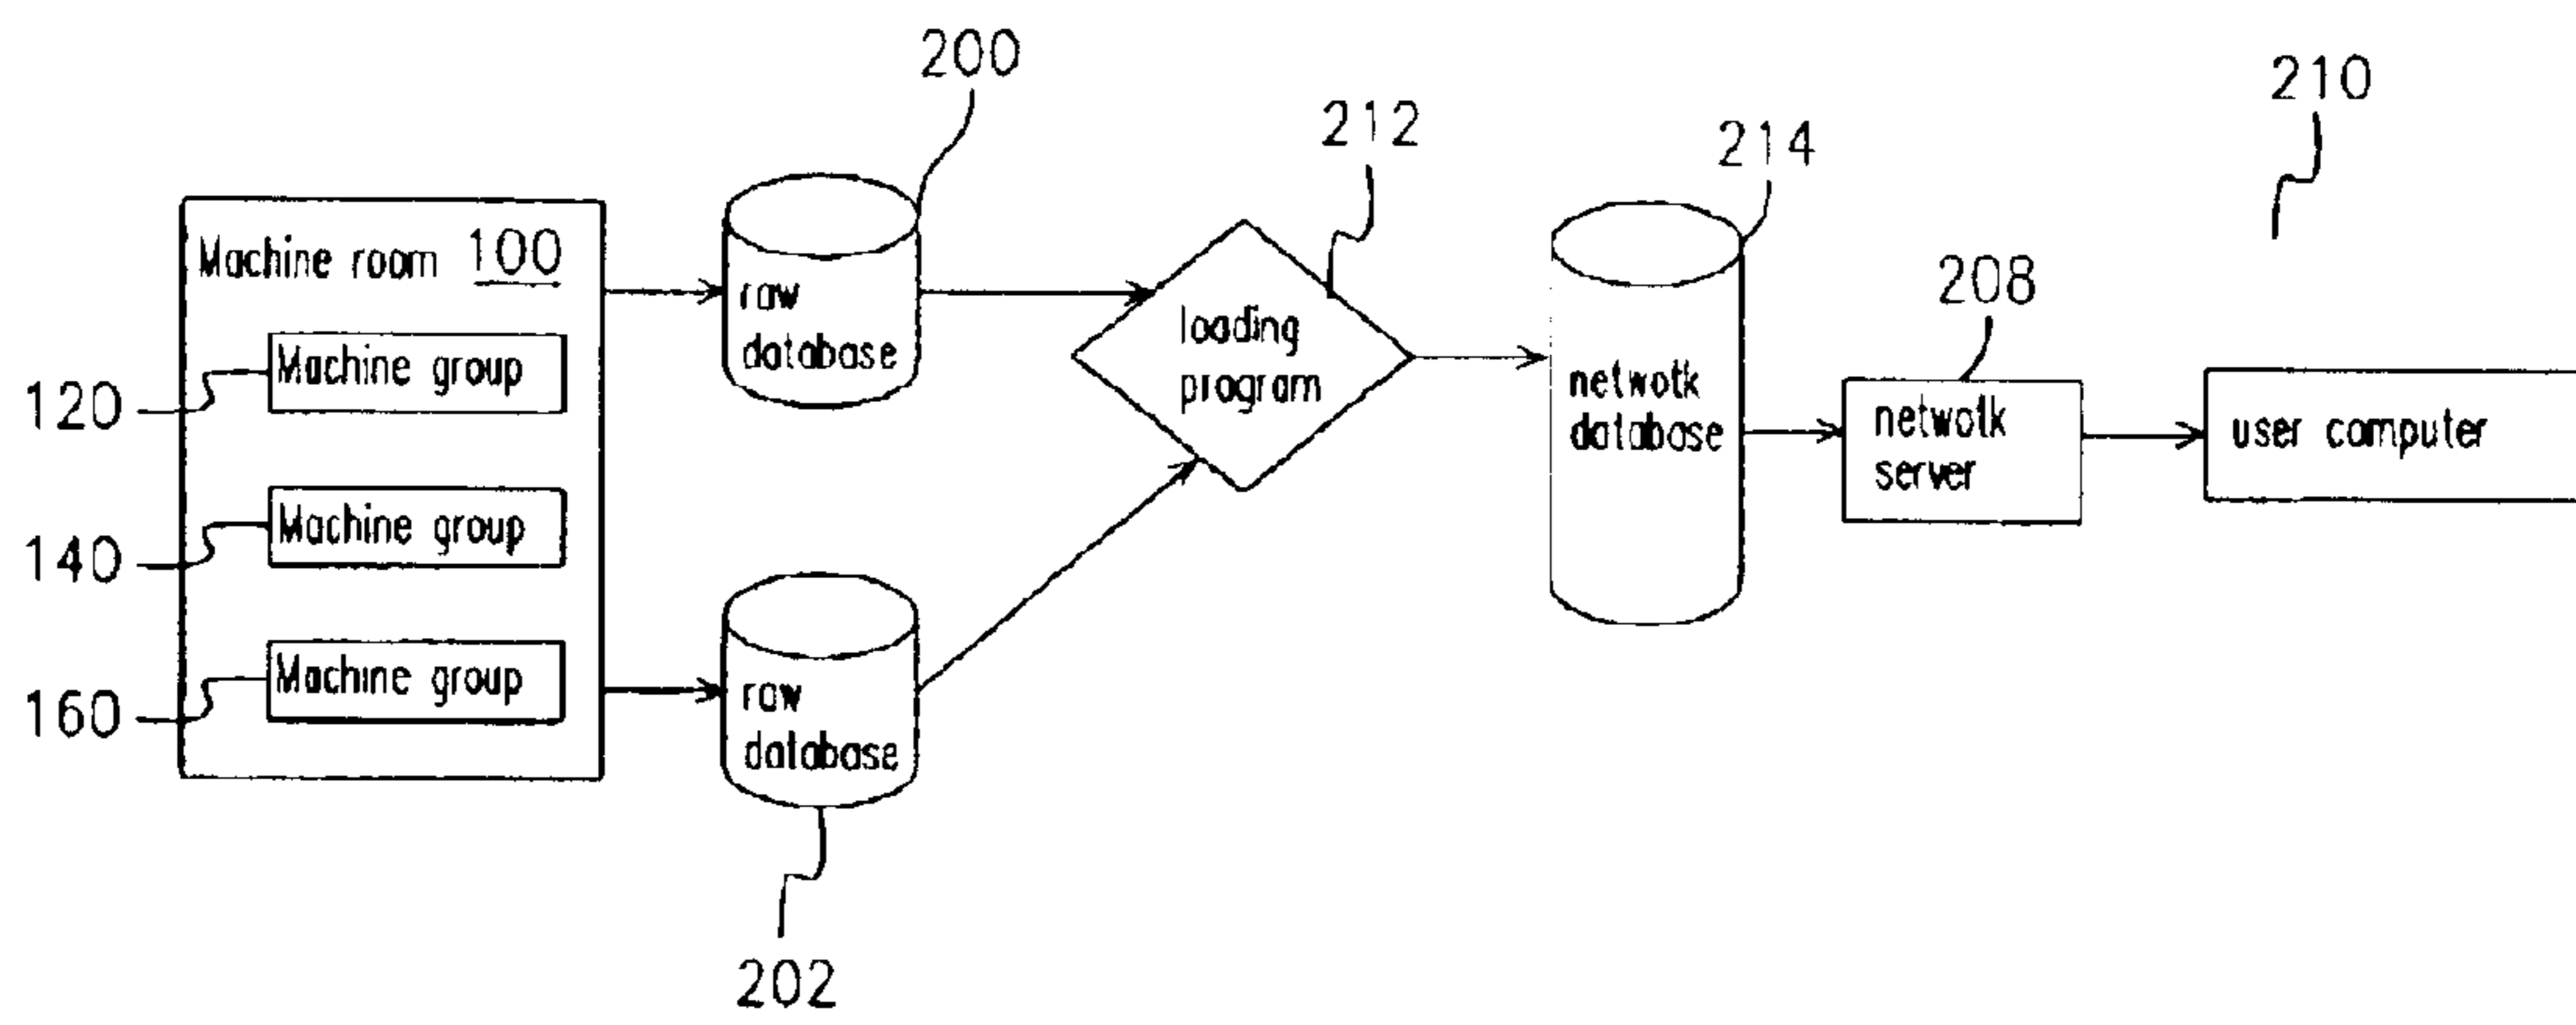 200
210
212
214
Machine room 100
208
raw
database
loading
program
netwotk
database
netwotk
server
user computer
120
Machine group
140
Machine group
160
Machine group
raw
database
202